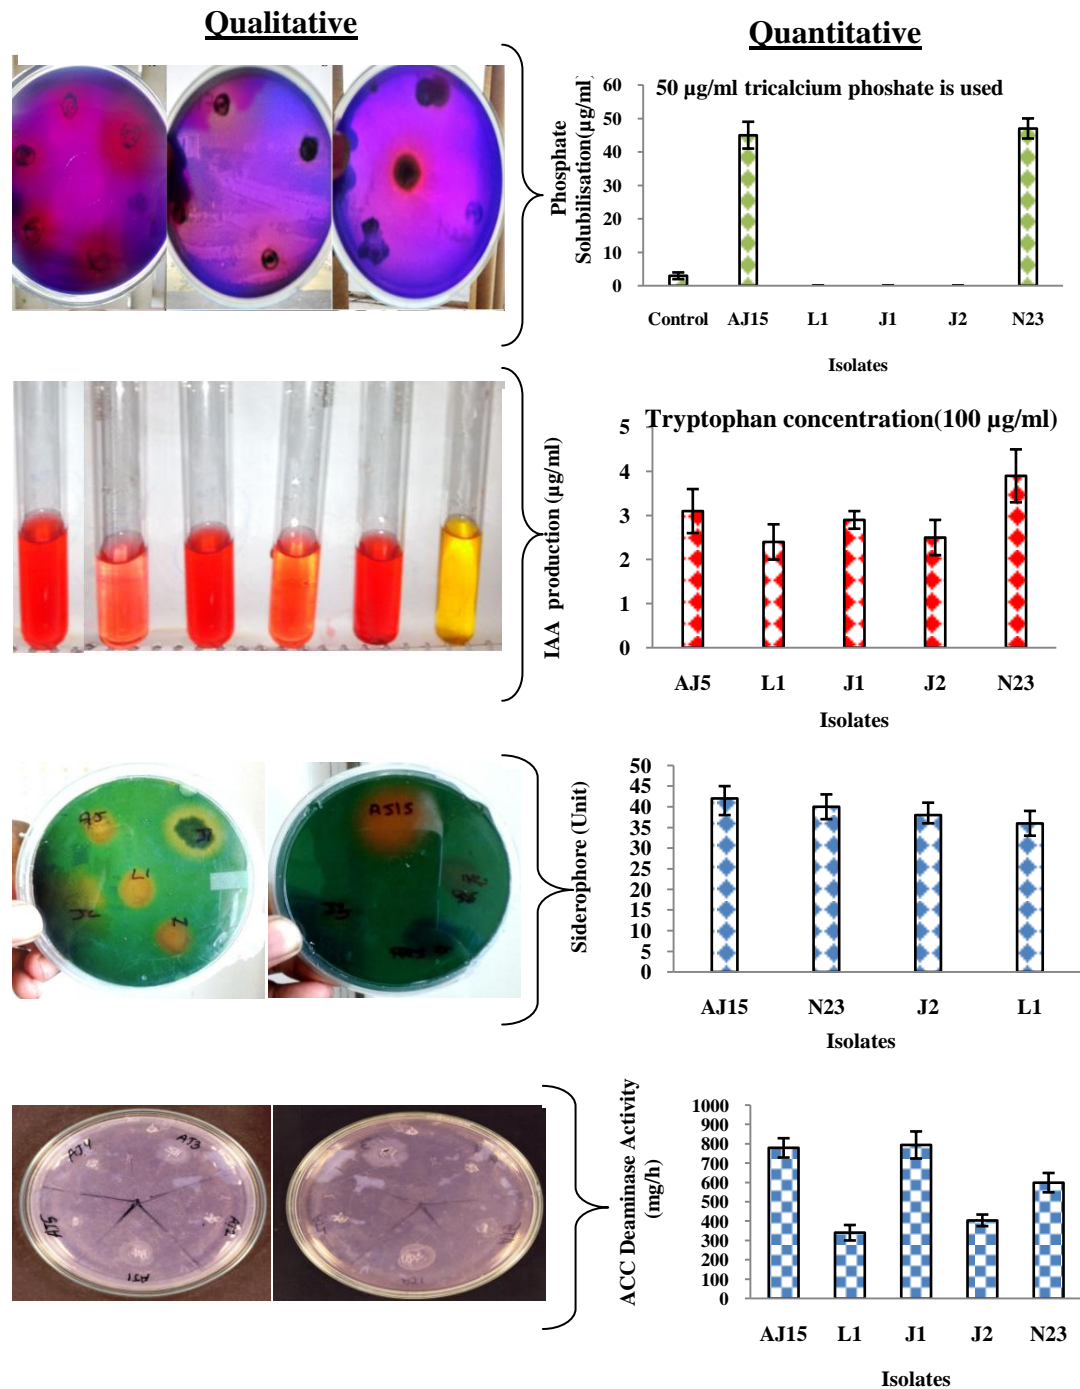 Qualitative
Quantitative
Phosphate
Solubilisation(µg/ml)
50 µg/ml tricalcium phoshate is used
60
50
40
30
20
10
0
Control AJ15 L1 J1 J2 N23
Isolates
IAA production (µg/ml)
Tryptophan concentration(100 µg/ml)
5
4
3
2
1
0
AJ5 L1 J1 J2 N23
Isolates
AJ
J1
L1
J2
N
AJ15
Siderophore (Unit)
50
45
40
35
30
25
20
15
10
5
0
AJ15 N23 J2 L1
Isolates
AJ4
AJ3
AJ5
AJ2
AJ1
ACC Deaminase Activity
(mg/h)
1000
900
800
700
600
500
400
300
200
100
0
AJ15 L1 J1 J2 N23
Isolates